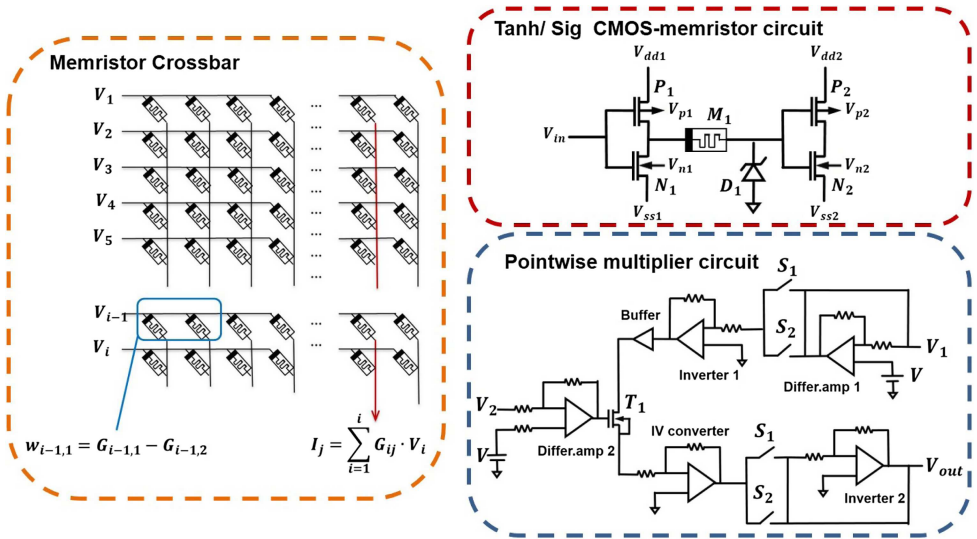 Memristor Crossbar
V1
V2
V3
V4
V5
Vi−1
Vi
...
...
...
...
...
...
...
...
wi−1,1 = Gi−1,1 − Gi−1,2
Ij = ∑ i i=1 Gij · Vi
Tanh/ Sig CMOS-memristor circuit
Vdd1
Vdd2
P1
P2
Vp1
M1
Vp2
Vin
Vn1
Vn2
N1
D1
N2
Vss1
Vss2
Pointwise multiplier circuit
S1
Buffer
S2
V1
Inverter 1
Differ.amp 1
V
V2
T1
V
Differ.amp 2
IV converter
S1
S2
Vout
Inverter 2